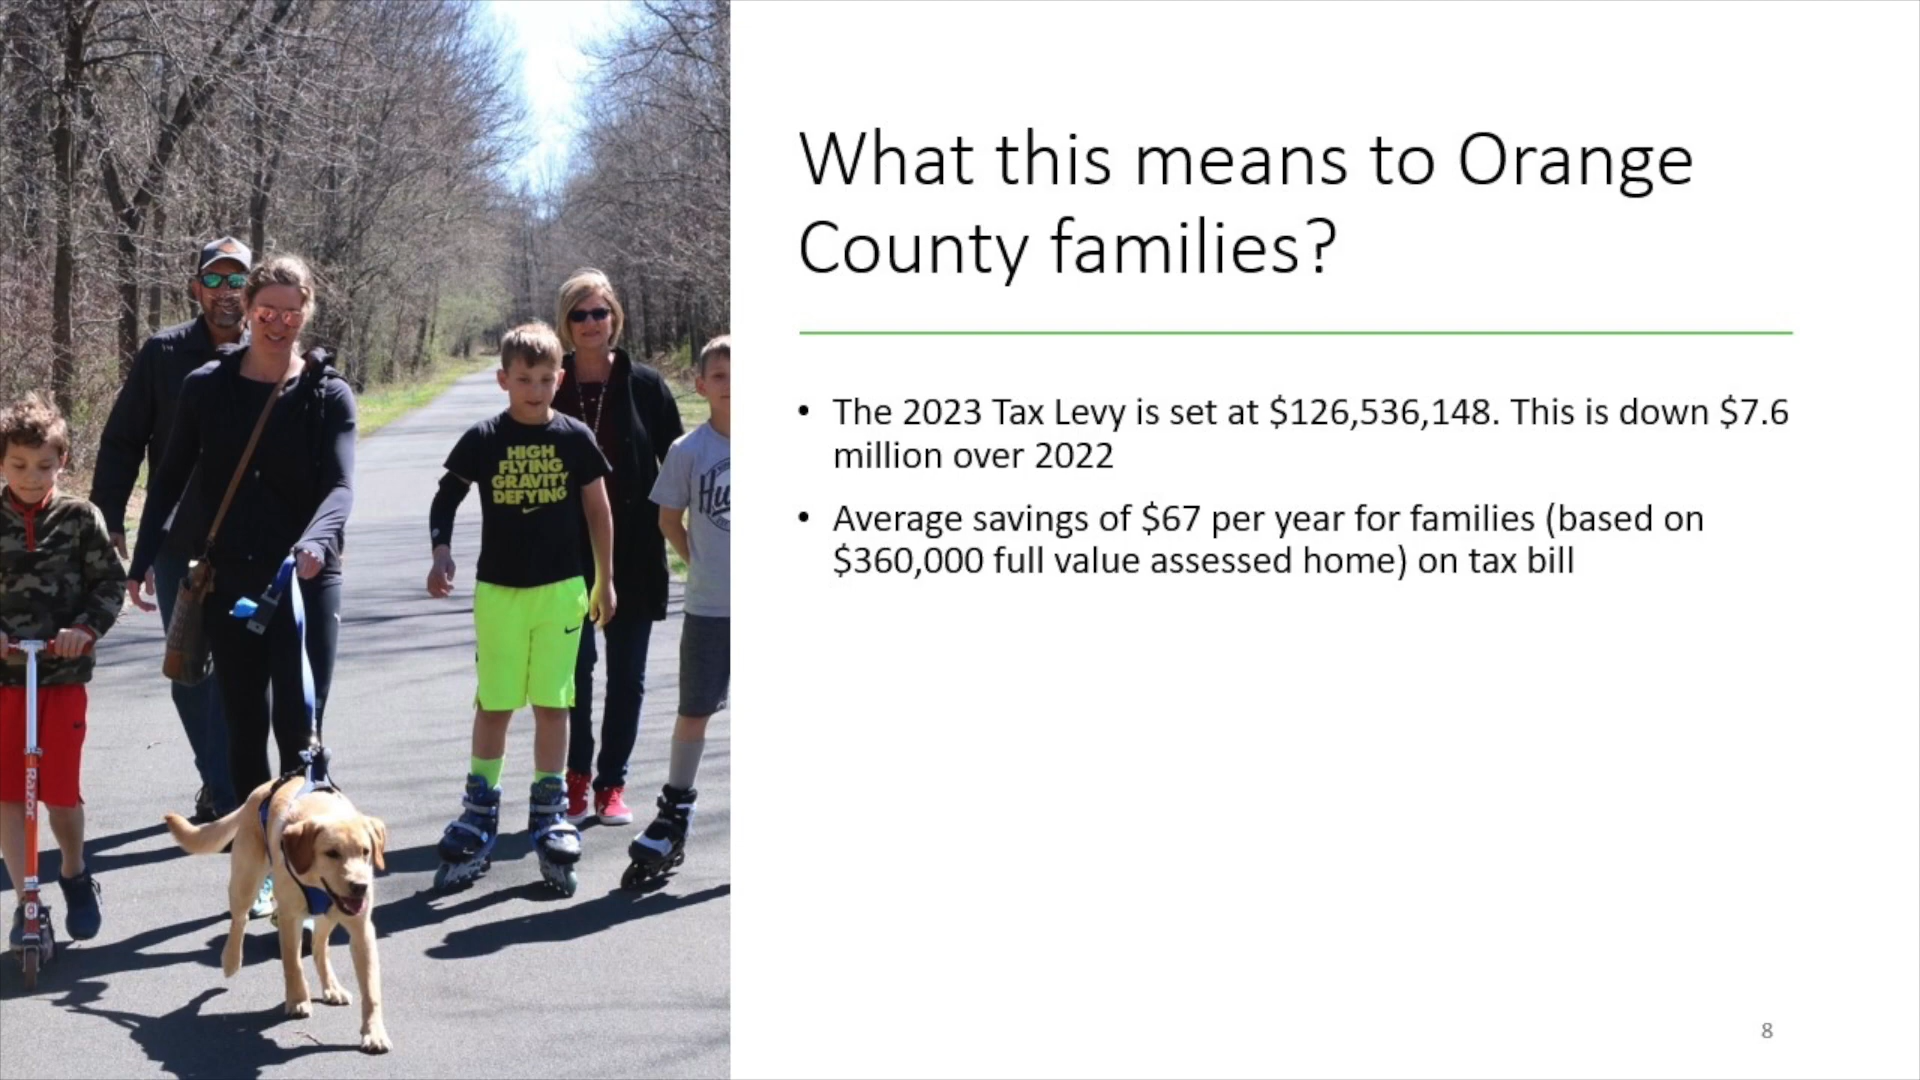 What this means to Orange
County families?
• The 2023 Tax Levy is set at $126,536,148. This is down $7.6
million over 2022
• Average savings of $67 per year for families (based on
$360,000 full value assessed home) on tax bill
HIGH
FLYING
GRAVITY
DEFYING
Hu
RAZOR
8